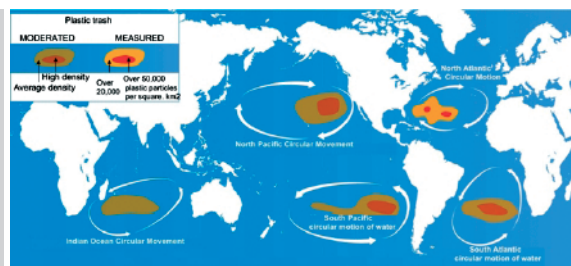 Plastic trash
MODERATED MEASURED
High density
Average density
Over
20,000
Over 50,000
plastic particles
per square. km2
North Atlantic'
Circular Motion
North Pacific Circular Movement
Indian Ocean Circular Movement
South Pacific
circular motion of water
South Atlantic
circular motion of water